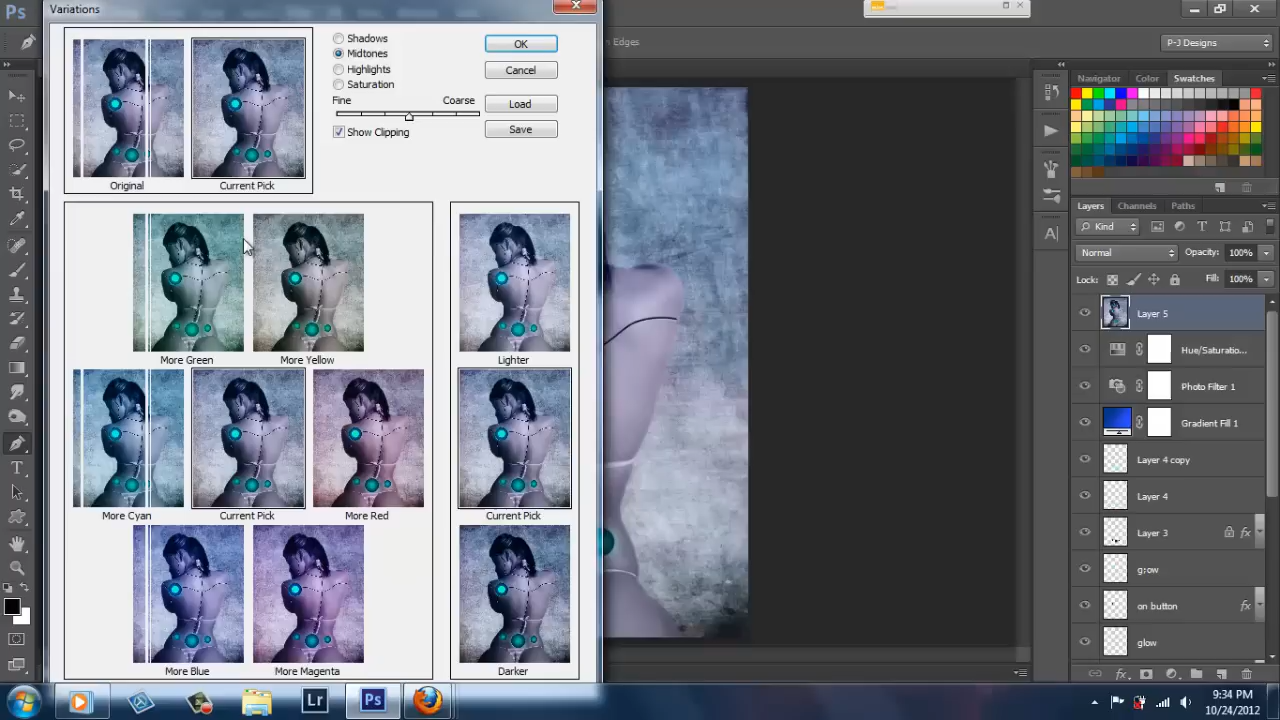 Ps
Variations
Original
Current Pick
Shadows
Midtones
Highlights
Saturation
Fine
Coarse
Show Clipping
OK
Cancel
Load
Save
More Green
More Yellow
Lighter
More Cyan
Current Pick
More Red
Current Pick
More Blue
More Magenta
Darker
Edges
P-J Designs
Navigator
Color
Swatches
Layers
Channels
Paths
Kind
Normal
Opacity: 100%
Lock:
Fill: 100%
Layer 5
Hue/Saturatio...
Photo Filter 1
Gradient Fill 1
Layer 4 copy
Layer 4
Layer 3
fx
on button
fx
glow
fx
Lr
Ps
9:34 PM
10/24/2012